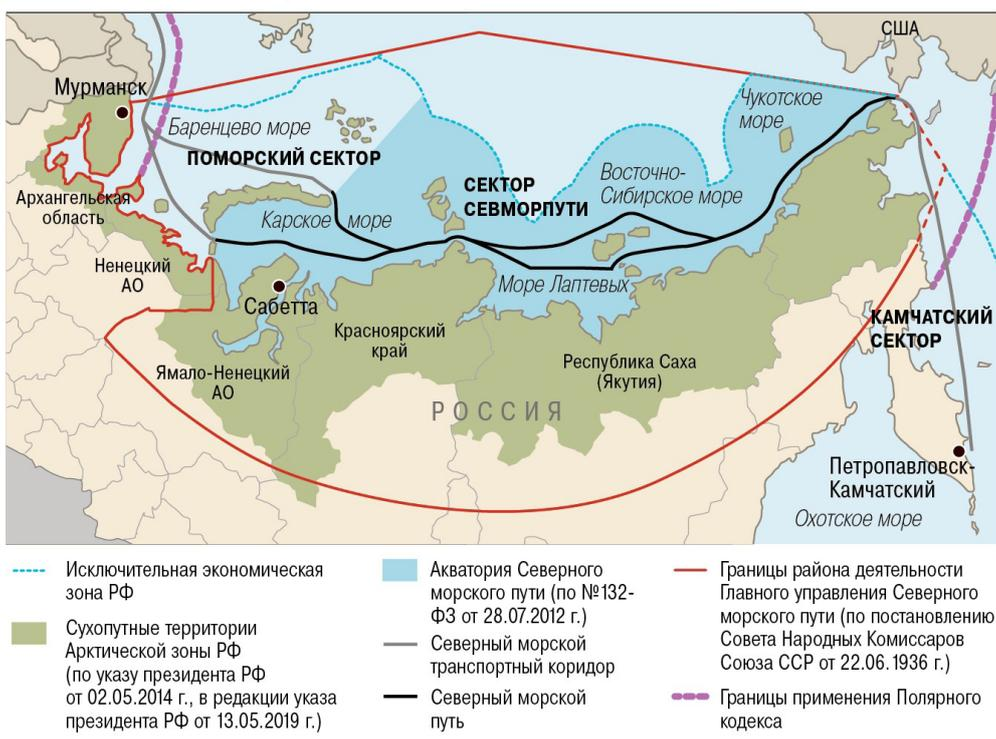 США
Мурманск
Чукотское
море
Баренцево море
ПОМОРСКИЙ СЕКТОР
Восточно-
Сибирское море
СЕКТОР
СЕВМОРПУТИ
Архангельская
область
Карское море
Ненецкий
АО
Море Лаптевых
Сабетта
КАМЧАТСКИЙ
СЕКТОР
Красноярский
край
Республика Саха
(Якутия)
Ямало-Ненецкий
АО
РОССИЯ
Петропавловск-
Камчатский
Охотское море
Исключительная экономическая
зона РФ
Сухопутные территории
Арктической зоны РФ
(по указу президента РФ
от 02.05.2014 г., в редакции указа
президента РФ от 13.05.2019 г.)
Акватория Северного
морского пути (по №132-
ФЗ от 28.07.2012 г.)
Северный морской
транспортный коридор
Северный морской
путь
Границы района деятельности
Главного управления Северного
морского пути (по постановлению
Совета Народных Комиссаров
Союза ССР от 22.06.1936 г.)
Границы применения Полярного
кодекса